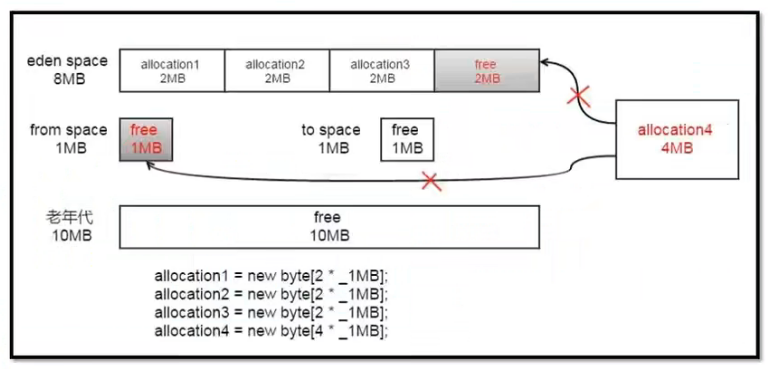 eden space
8MB
allocation1
2MB
allocation2
2MB
allocation3
2MB
free
2MB
allocation4
4MB
from space
1MB
free
1MB
to space
1MB
free
1MB
老年代
10MB
free
10MB
allocation1 = new byte[2 * _1MB];
allocation2 = new byte[2 * _1MB];
allocation3 = new byte[2 * _1MB];
allocation4 = new byte[4 * _1MB];